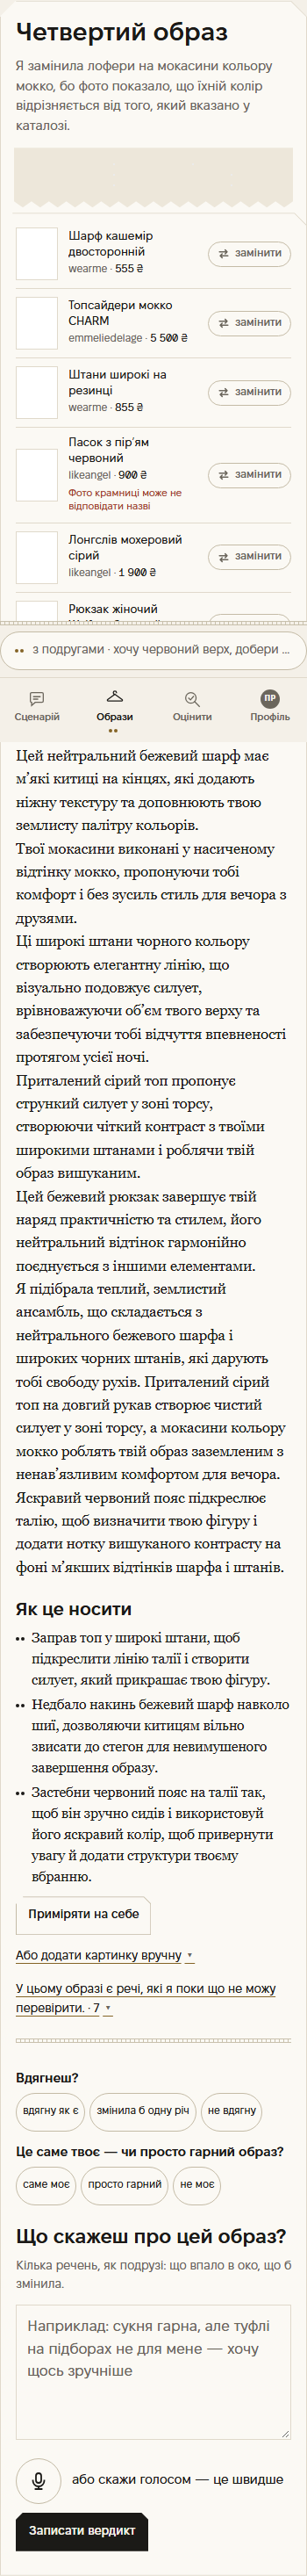 Четвертий образ
Я замінила лофери на мокасини кольору
мокко, бо фото показало, що їхній колір
відрізняється від того, який вказано у
каталозі.
Шарф кашемір
двосторонній
wearme · 555 ₴
замінити
Топсайдери мокко
CHARM
emmeliedelage · 5 500 ₴
замінити
Штани широкі на
резинці
wearme · 855 ₴
замінити
Пасок з пір’ям
червоний
likeangel · 900 ₴
Фото крамниці може не
відповідати назві
замінити
Лонгслів мохеровий
сірий
likeangel · 1 900 ₴
замінити
Рюкзак жіночий
з подругами · хочу червоний верх, добери ...
Сценарій
Образи
Оцінити
ПР
Профіль
Цей нейтральний бежевий шарф має
м’які китиці на кінцях, які додають
ніжну текстуру та доповнюють твою
землисту палітру кольорів.
Твої мокасини виконані у насиченому
відтінку мокко, пропонуючи тобі
комфорт і без зусиль стиль для вечора з
друзями.
Ці широкі штани чорного кольору
створюють елегантну лінію, що
візуально подовжує силует,
врівноважуючи об’єм твого верху та
забезпечуючи тобі відчуття впевненості
протягом усієї ночі.
Приталений сірий топ пропонує
стрункий силует у зоні торсу,
створюючи чіткий контраст з твоїми
широкими штанами і роблячи твій
образ вишуканим.
Цей бежевий рюкзак завершує твій
наряд практичністю та стилем, його
нейтральний відтінок гармонійно
поєднується з іншими елементами.
Я підібрала теплий, землистий
ансамбль, що складається з
нейтрального бежевого шарфа і
широких чорних штанів, які дарують
тобі свободу рухів. Приталений сірий
топ на довгий рукав створює чистий
силует у зоні торсу, а мокасини кольору
мокко роблять твій образ заземленим з
ненав’язливим комфортом для вечора.
Яскравий червоний пояс підкреслює
талію, щоб визначити твою фігуру і
додати нотку вишуканого контрасту на
фоні м’якших відтінків шарфа і штанів.
Як це носити
Заправ топ у широкі штани, щоб
підкреслити лінію талії і створити
силует, який прикрашає твою фігуру.
Недбало накинь бежевий шарф навколо
шиї, дозволяючи китицям вільно
звисати до стегон для невимушеного
завершення образу.
Застебни червоний пояс на талії так,
щоб він зручно сидів і використовуй
його яскравий колір, щоб привернути
увагу й додати структури твоєму
вбранню.
Приміряти на себе
Або додати картинку вручну
У цьому образі є речі, які я поки що не можу
перевірити. · 7
Вдягнеш?
вдягну як є
змінила б одну річ
не вдягну
Це саме твоє — чи просто гарний образ?
саме моє
просто гарний
не моє
Що скажеш про цей образ?
Кілька речень, як подрузі: що впало в око, що б
змінила.
Наприклад: сукня гарна, але туфлі
на підборах не для мене — хочу
щось зручніше
або скажи голосом — це швидше
Записати вердикт